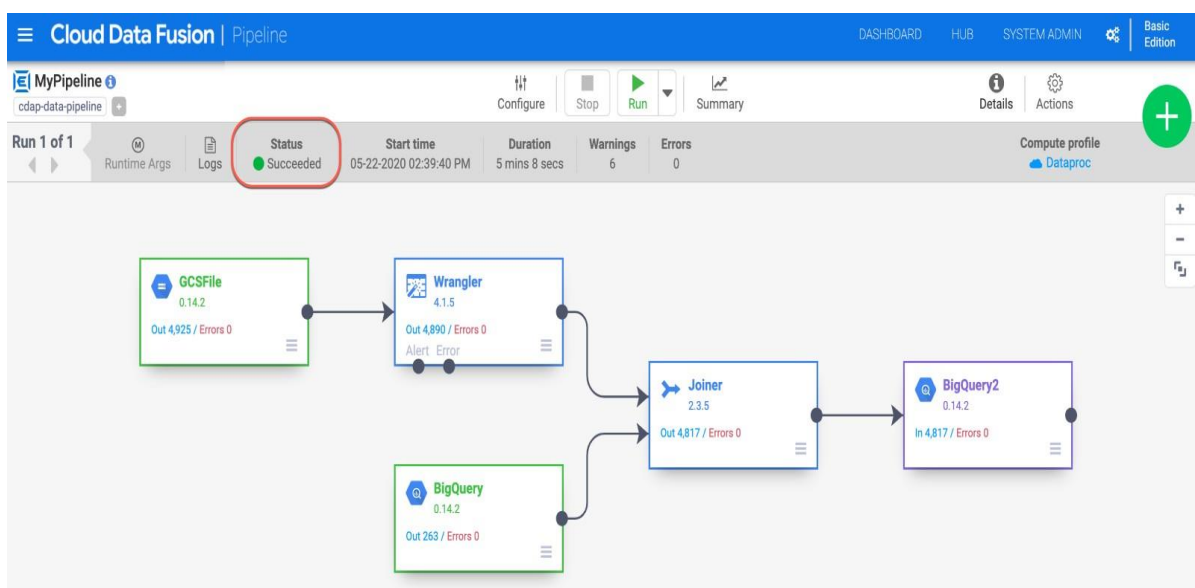 Cloud Data Fusion | Pipeline
DASHBOARD HUB SYSTEM ADMIN Basic Edition
MyPipeline
cdap-data-pipeline
Configure Stop Run Summary
Details Actions
Run 1 of 1
Runtime Args
Logs
Status
Succeeded
Start time
05-22-2020 02:39:40 PM
Duration
5 mins 8 secs
Warnings
6
Errors
0
Compute profile
Dataproc
GCSFile
0.14.2
Out 4,925 / Errors 0
Wrangler
4.1.5
Out 4,890 / Errors 0
Alert Error
Joiner
2.3.5
Out 4,817 / Errors 0
BigQuery2
0.14.2
In 4,817 / Errors 0
BigQuery
0.14.2
Out 263 / Errors 0